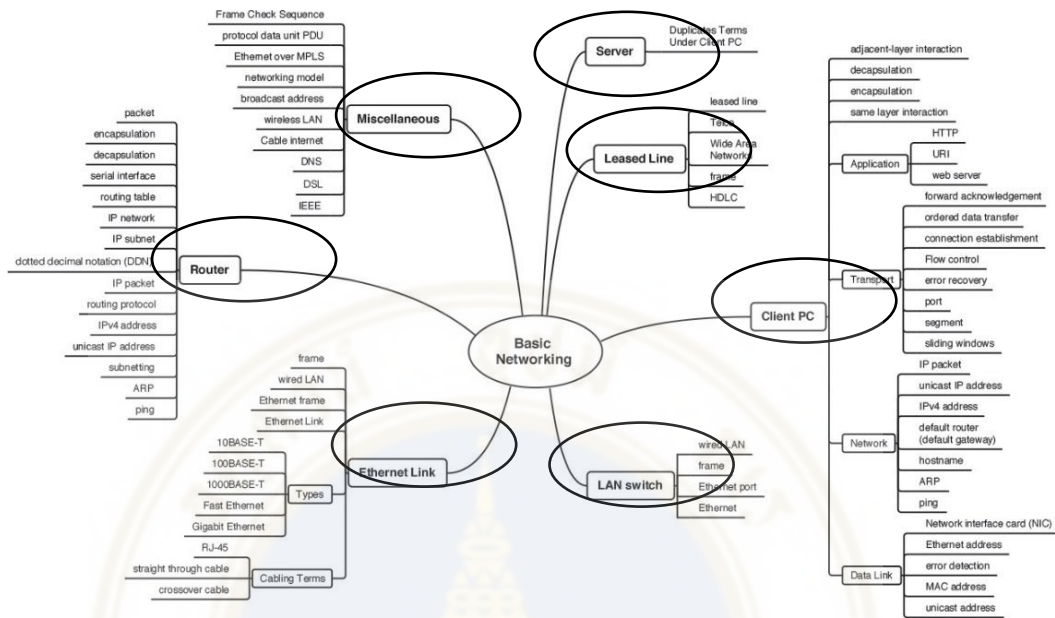 Basic
Networking
Miscellaneous
Frame Check Sequence
protocol data unit PDU
Ethernet over MPLS
networking model
broadcast address
wireless LAN
Cable internet
DNS
DSL
IEEE
Router
packet
encapsulation
decapsulation
serial interface
routing table
IP network
IP subnet
dotted decimal notation (DDN)
IP packet
routing protocol
IPv4 address
unicast IP address
subnetting
ARP
ping
Ethernet Link
frame
wired LAN
Ethernet frame
Ethernet Link
Types
10BASE-T
100BASE-T
1000BASE-T
Fast Ethernet
Gigabit Ethernet
Cabling Terms
RJ-45
straight through cable
crossover cable
Server
Duplicates Terms
Under Client PC
Leased Line
leased line
Telco
Wide Area
Networks
frame
HDLC
Client PC
adjacent-layer interaction
decapsulation
encapsulation
same layer interaction
Application
HTTP
URI
web server
Transport
forward acknowledgement
ordered data transfer
connection establishment
Flow control
error recovery
port
segment
sliding windows
Network
IP packet
unicast IP address
IPv4 address
default router
(default gateway)
hostname
ARP
ping
Data Link
Network interface card (NIC)
Ethernet address
error detection
MAC address
unicast address
LAN switch
wired LAN
frame
Ethernet port
Ethernet